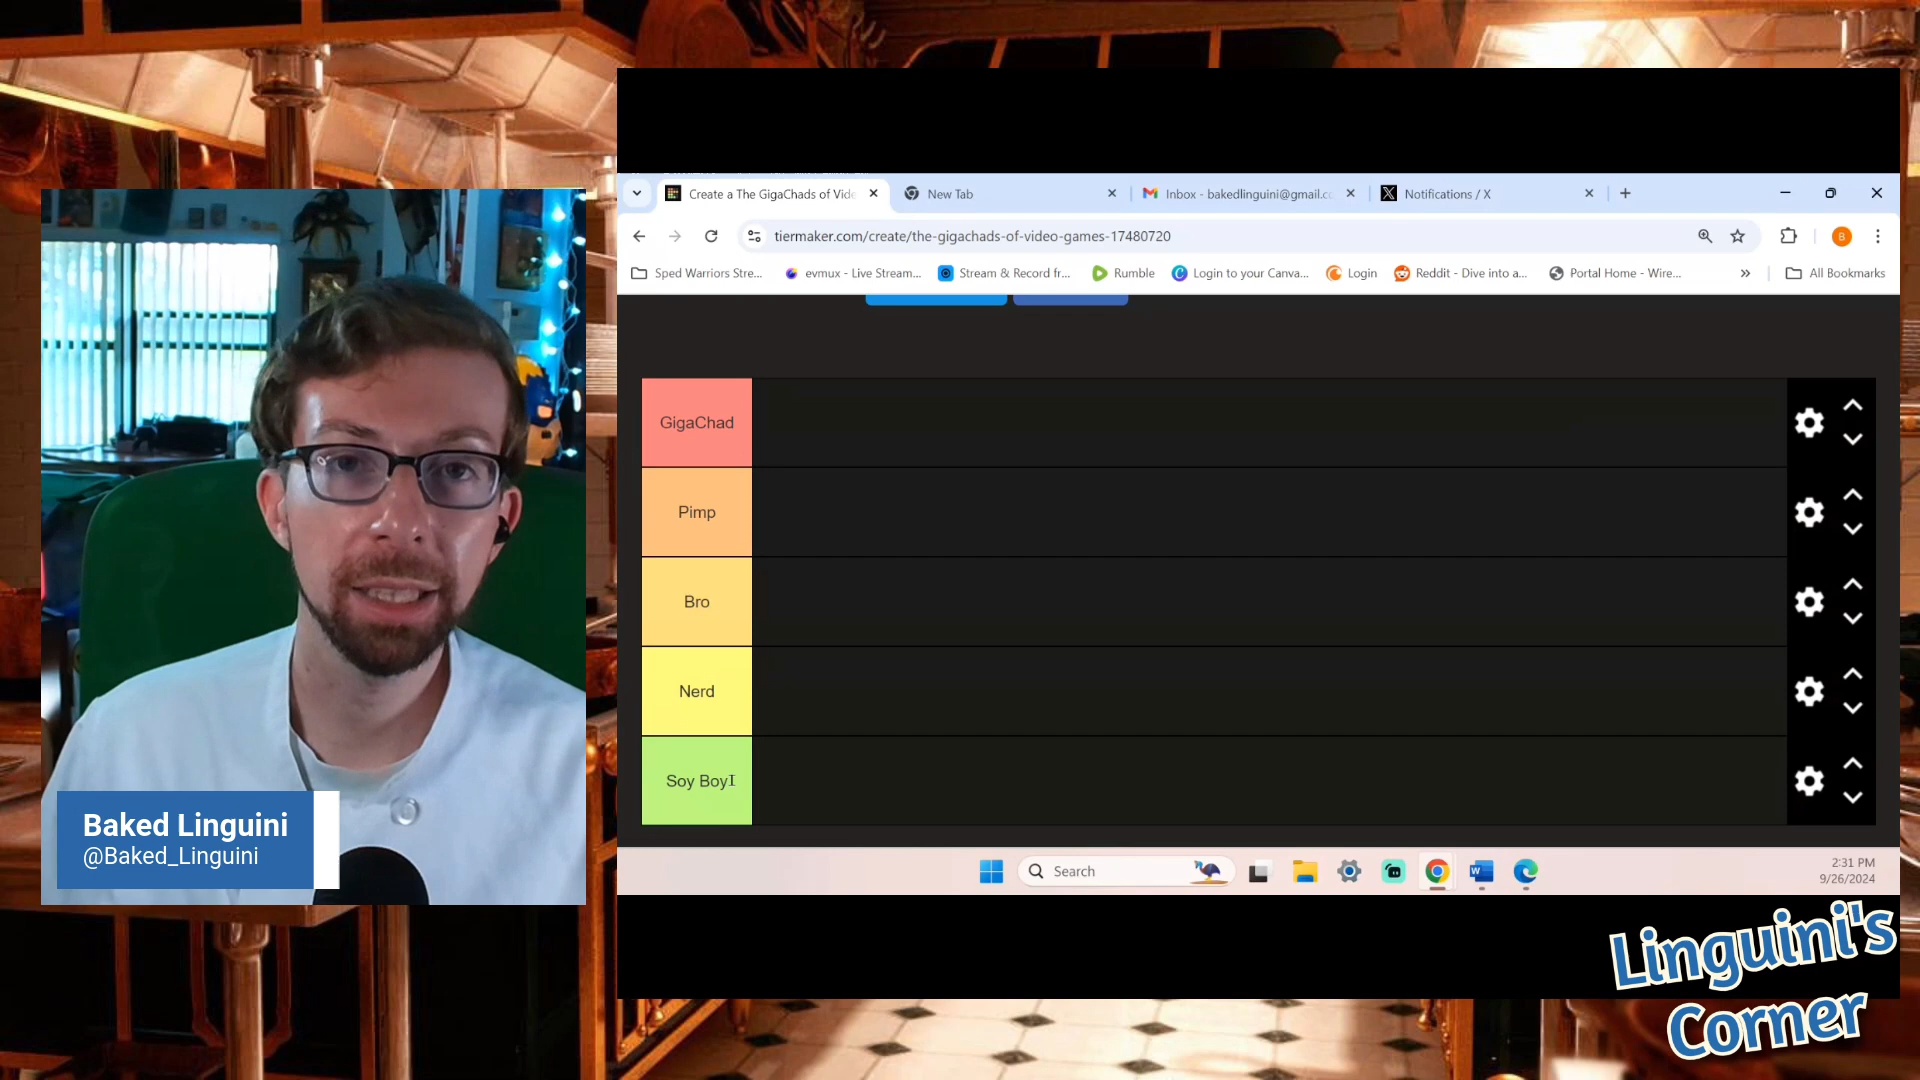 Create a The GigaChads of Vide
New Tab
Inbox - bakedlinguini@gmail.co
Notifications / X
tiermaker.com/create/the-gigachads-of-video-games-17480720
B
Sped Warriors Stre...
evmux - Live Stream...
Stream & Record fr...
Rumble
Login to your Canva...
Login
Reddit - Dive into a...
Portal Home - Wire...
All Bookmarks
GigaChad
Pimp
Bro
Nerd
Soy Boy
Baked Linguini
@Baked_Linguini
Search
W
2:31 PM
9/26/2024
Linguini's
Corner